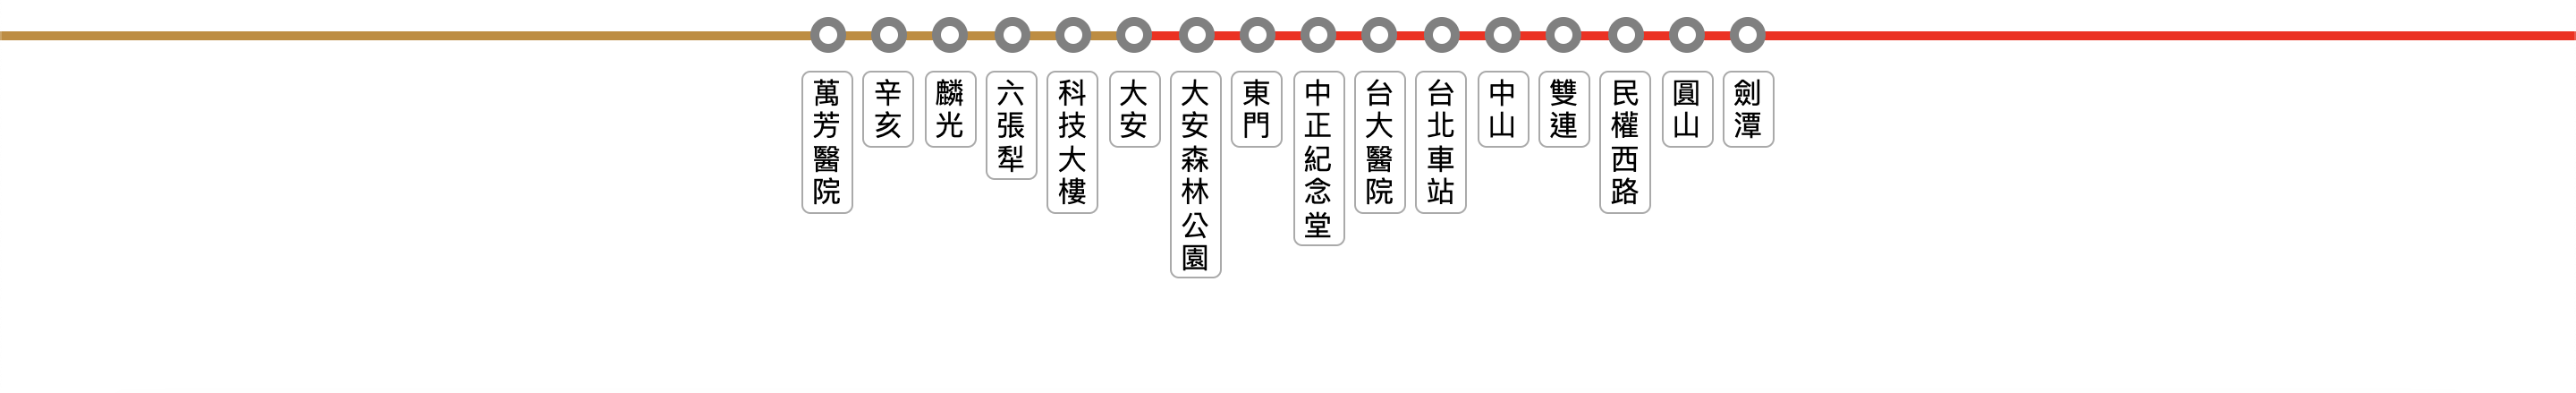 萬芳醫院
辛亥
麟光
六張犁
科技大樓
大安
大安森林公園
東門
中正紀念堂
台大醫院
台北車站
中山
雙連
民權西路
圓山
劍潭